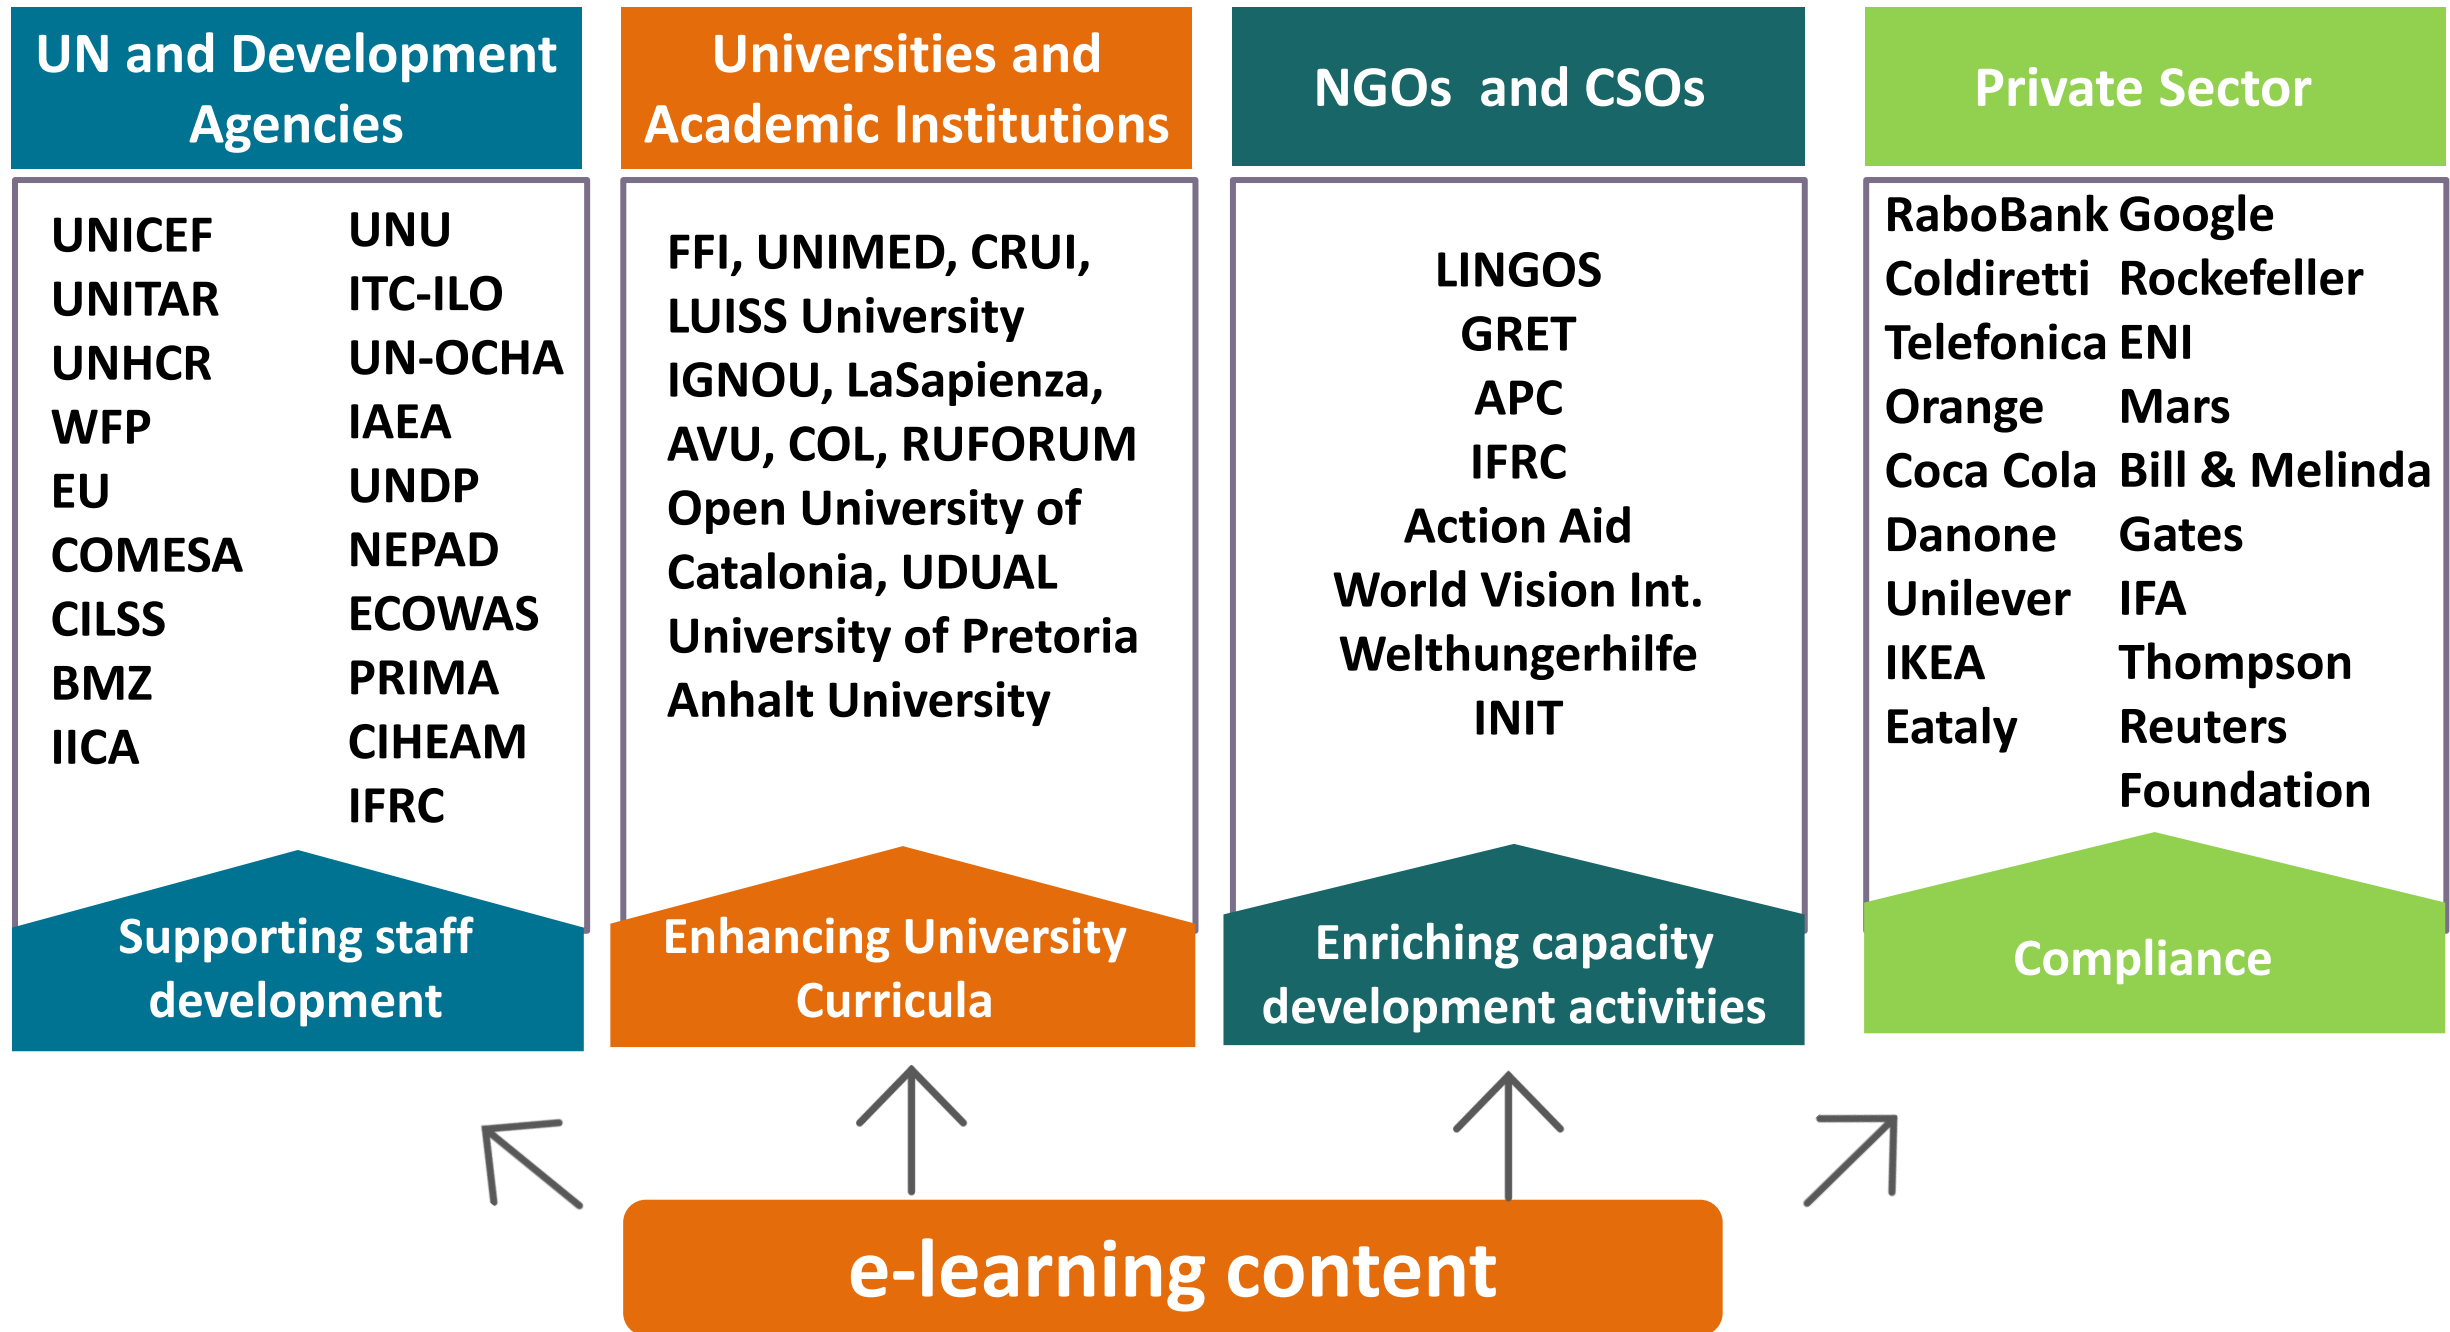 UN and Development
Agencies
UNICEF
UNITAR
UNHCR
WFP
EU
COMESA
CILSS
BMZ
IICA
UNU
ITC-ILO
UN-OCHA
IAEA
UNDP
NEPAD
ECOWAS
PRIMA
CIHEAM
IFRC
Supporting staff
development
Universities and
Academic Institutions
FFI, UNIMED, CRUI,
LUISS University
IGNOU, LaSapienza,
AVU, COL, RUFORUM
Open University of
Catalonia, UDUAL
University of Pretoria
Anhalt University
Enhancing University
Curricula
NGOs and CSOs
LINGOS
GRET
APC
IFRC
Action Aid
World Vision Int.
Welthungerhilfe
INIT
Enriching capacity
development activities
Private Sector
RaboBank
Coldiretti
Telefonica
Orange
Coca Cola
Danone
Unilever
IKEA
Eataly
Google
Rockefeller
ENI
Mars
Bill & Melinda
Gates
IFA
Thompson
Reuters
Foundation
Compliance
e-learning content